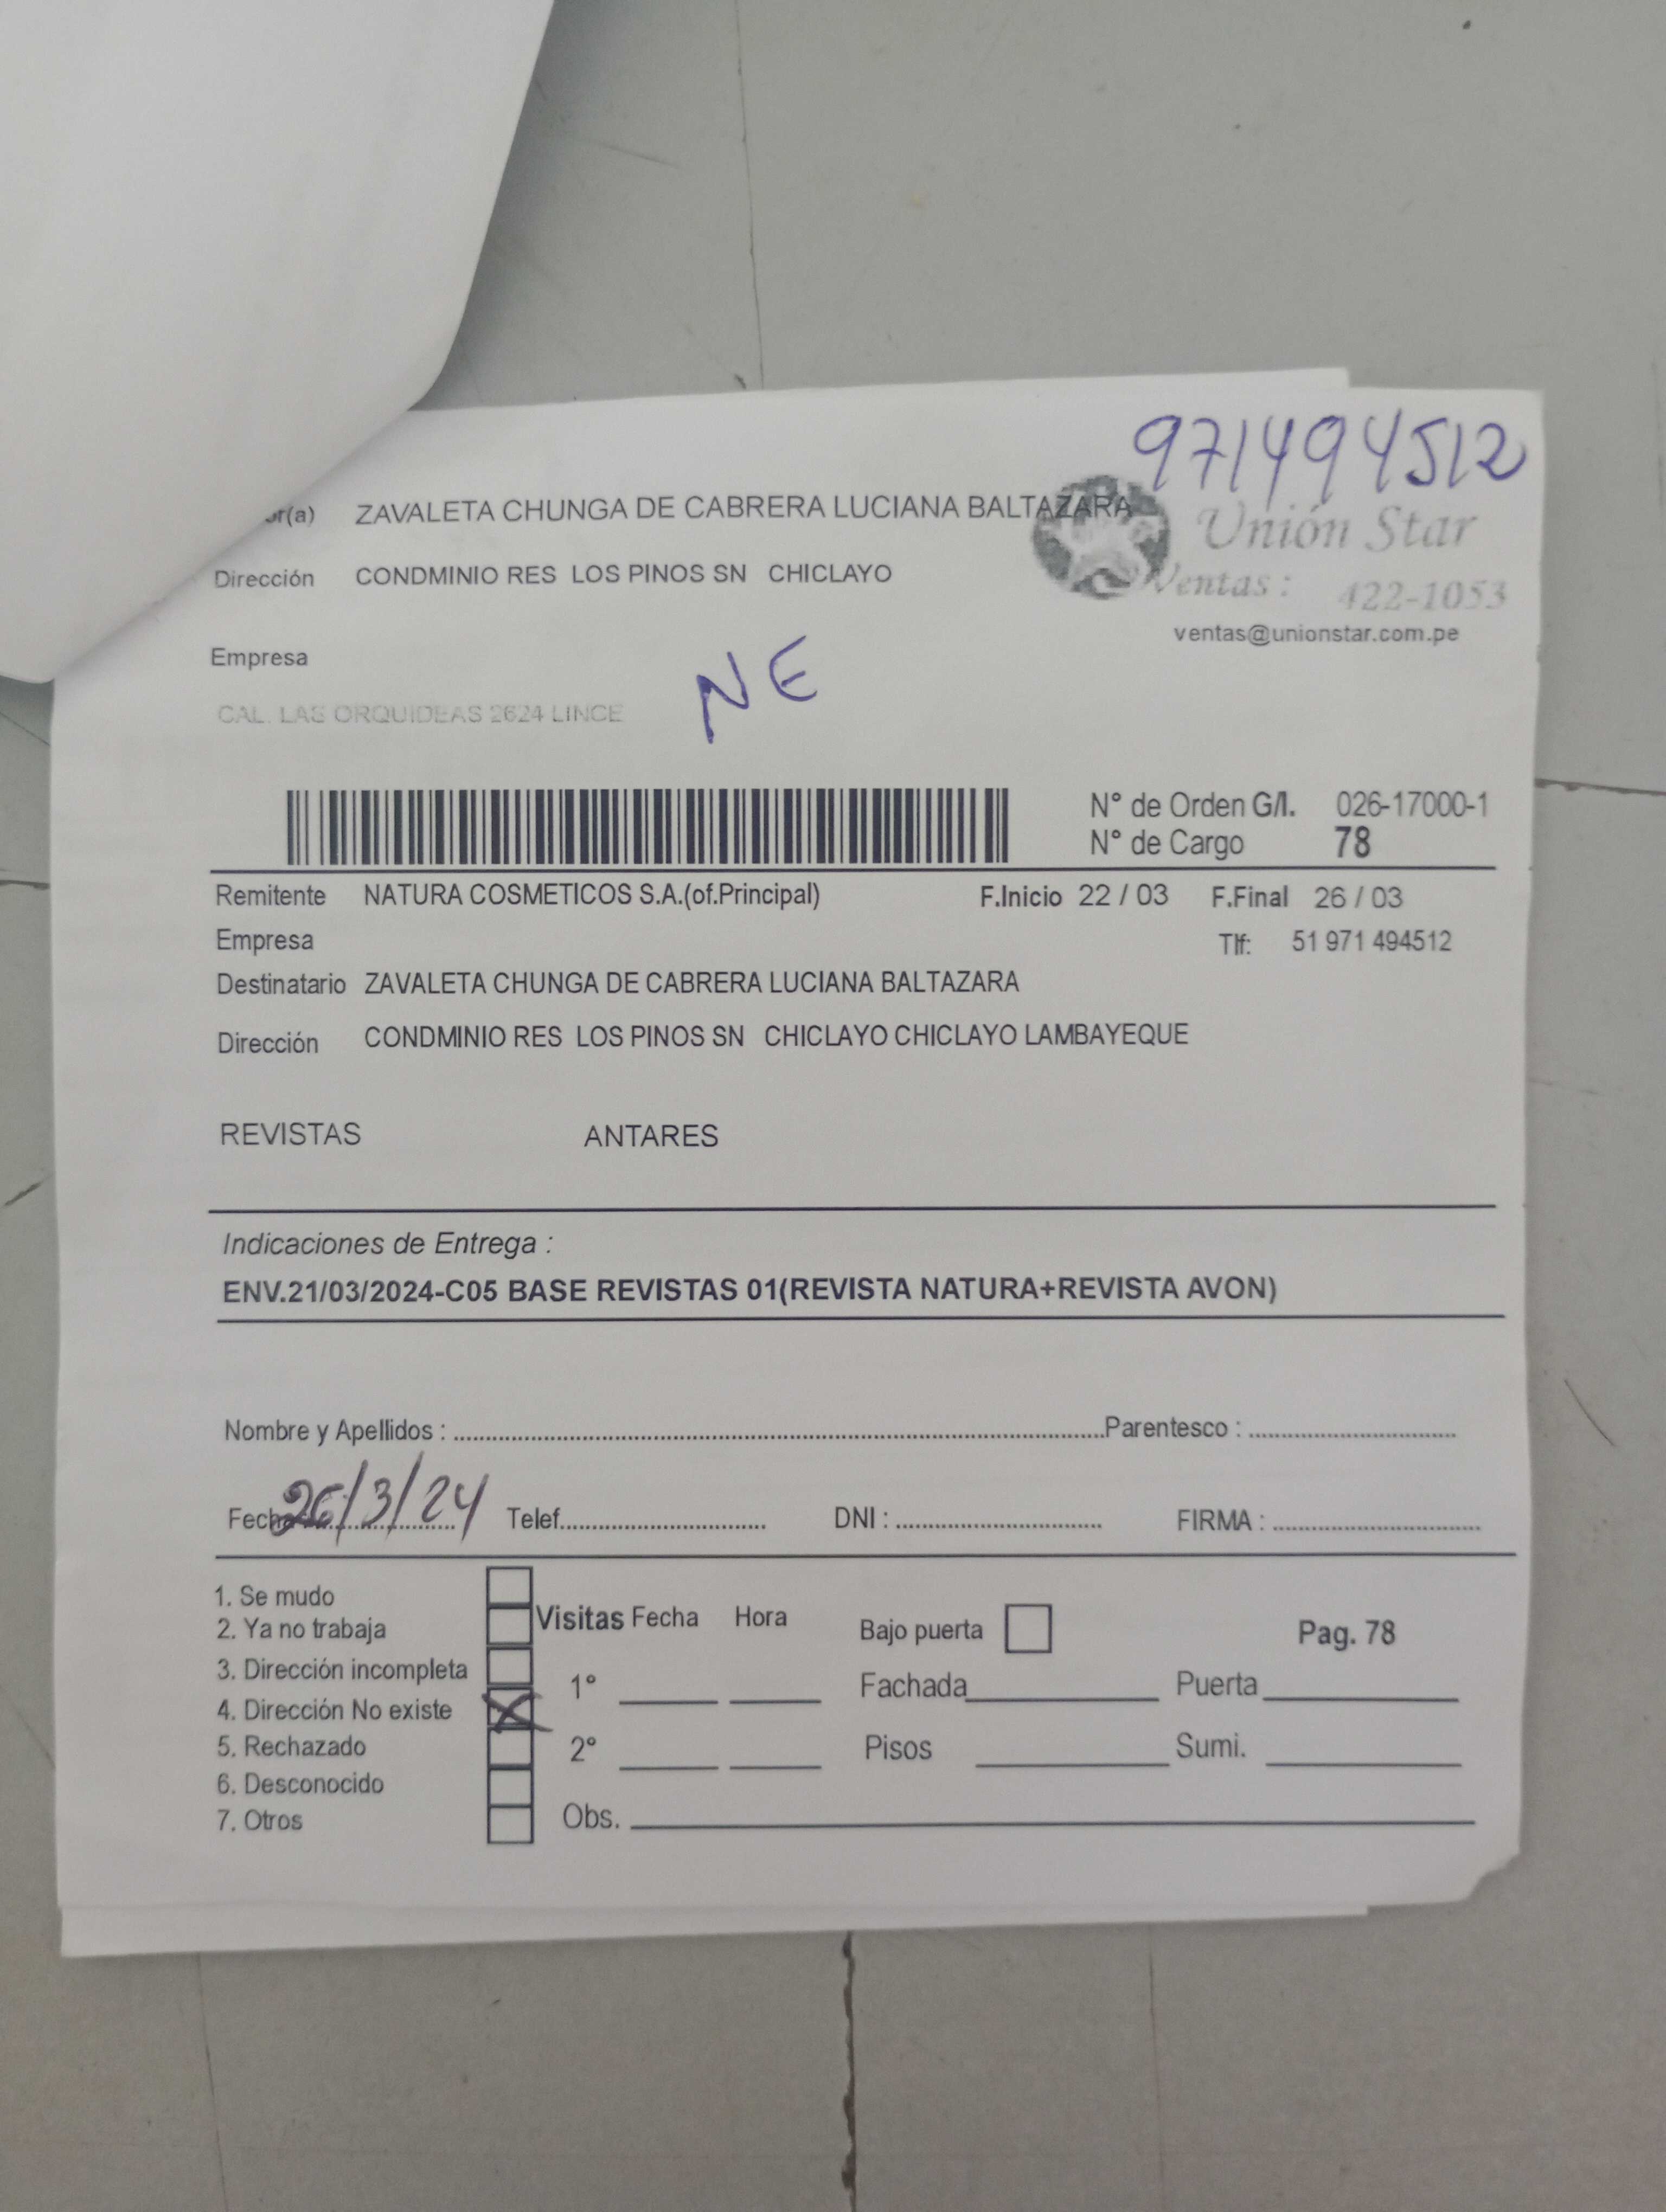 971494512
or(a) ZAVALETA CHUNGA DE CABRERA LUCIANA BALTAZARA
Unión Star
Dirección CONDMINIO RES LOS PINOS SN CHICLAYO
Ventas : 422-1053
ventas@unionstar.com.pe
Empresa
NE
CAL. LAS ORQUIDEAS 2624 LINCE
N° de Orden G/I. 026-17000-1
N° de Cargo 78
Remitente NATURA COSMETICOS S.A.(of.Principal) F.Inicio 22 / 03 F.Final 26 / 03
Empresa Tlf: 51 971 494512
Destinatario ZAVALETA CHUNGA DE CABRERA LUCIANA BALTAZARA
Dirección CONDMINIO RES LOS PINOS SN CHICLAYO CHICLAYO LAMBAYEQUE
REVISTAS ANTARES
Indicaciones de Entrega :
ENV.21/03/2024-C05 BASE REVISTAS 01(REVISTA NATURA+REVISTA AVON)
Nombre y Apellidos : Parentesco :
Fecha 26/3/24 Telef. DNI : FIRMA :
1. Se mudo
2. Ya no trabaja
3. Dirección incompleta
4. Dirección No existe X
5. Rechazado
6. Desconocido
7. Otros
Visitas Fecha Hora
1°
2°
Obs.
Bajo puerta Pag. 78
Fachada Puerta
Pisos Sumi.